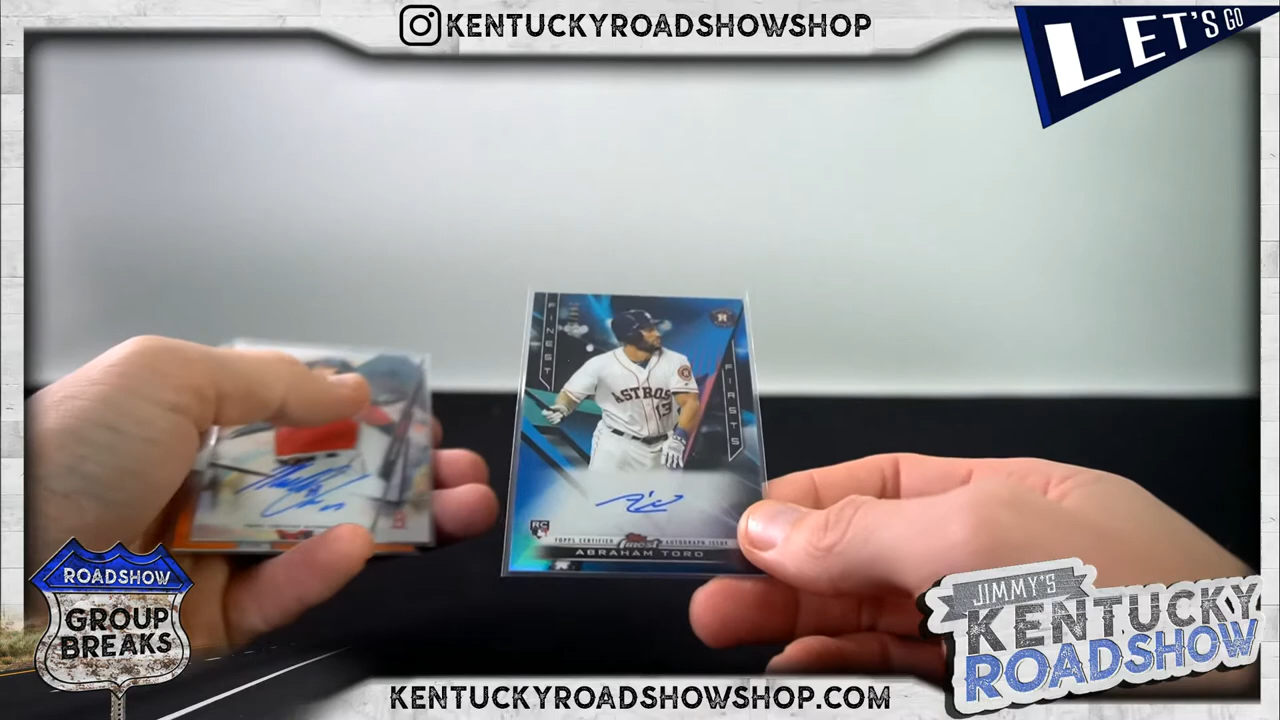 KENTUCKYROADSHOWSHOP
LET'S GO
FINEST
FIRSTS
ASTROS
13
RC
TOPPS CERTIFIED finest AUTOGRAPH ISSUE
ABRAHAM TORO
ROADSHOW
GROUP
BREAKS
JIMMY'S
KENTUCKY
ROADSHOW
KENTUCKYROADSHOWSHOP.COM